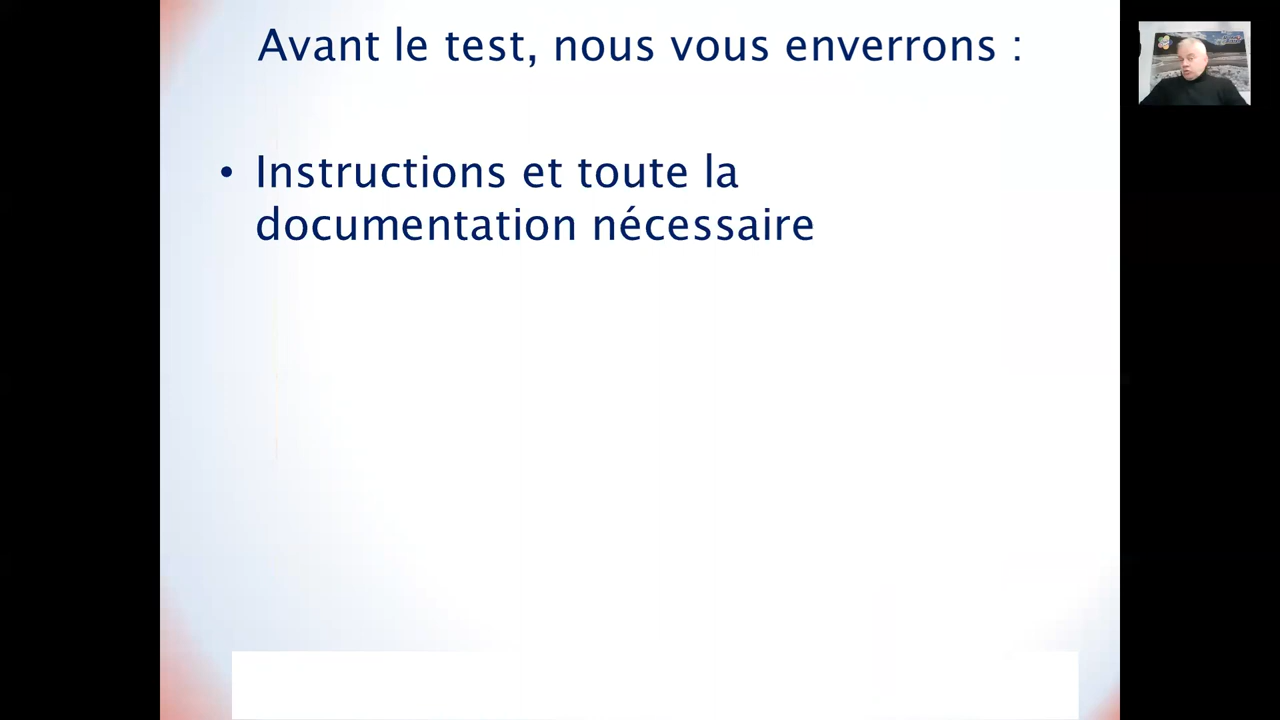 Avant le test, nous vous enverrons :
• Instructions et toute la
documentation nécessaire